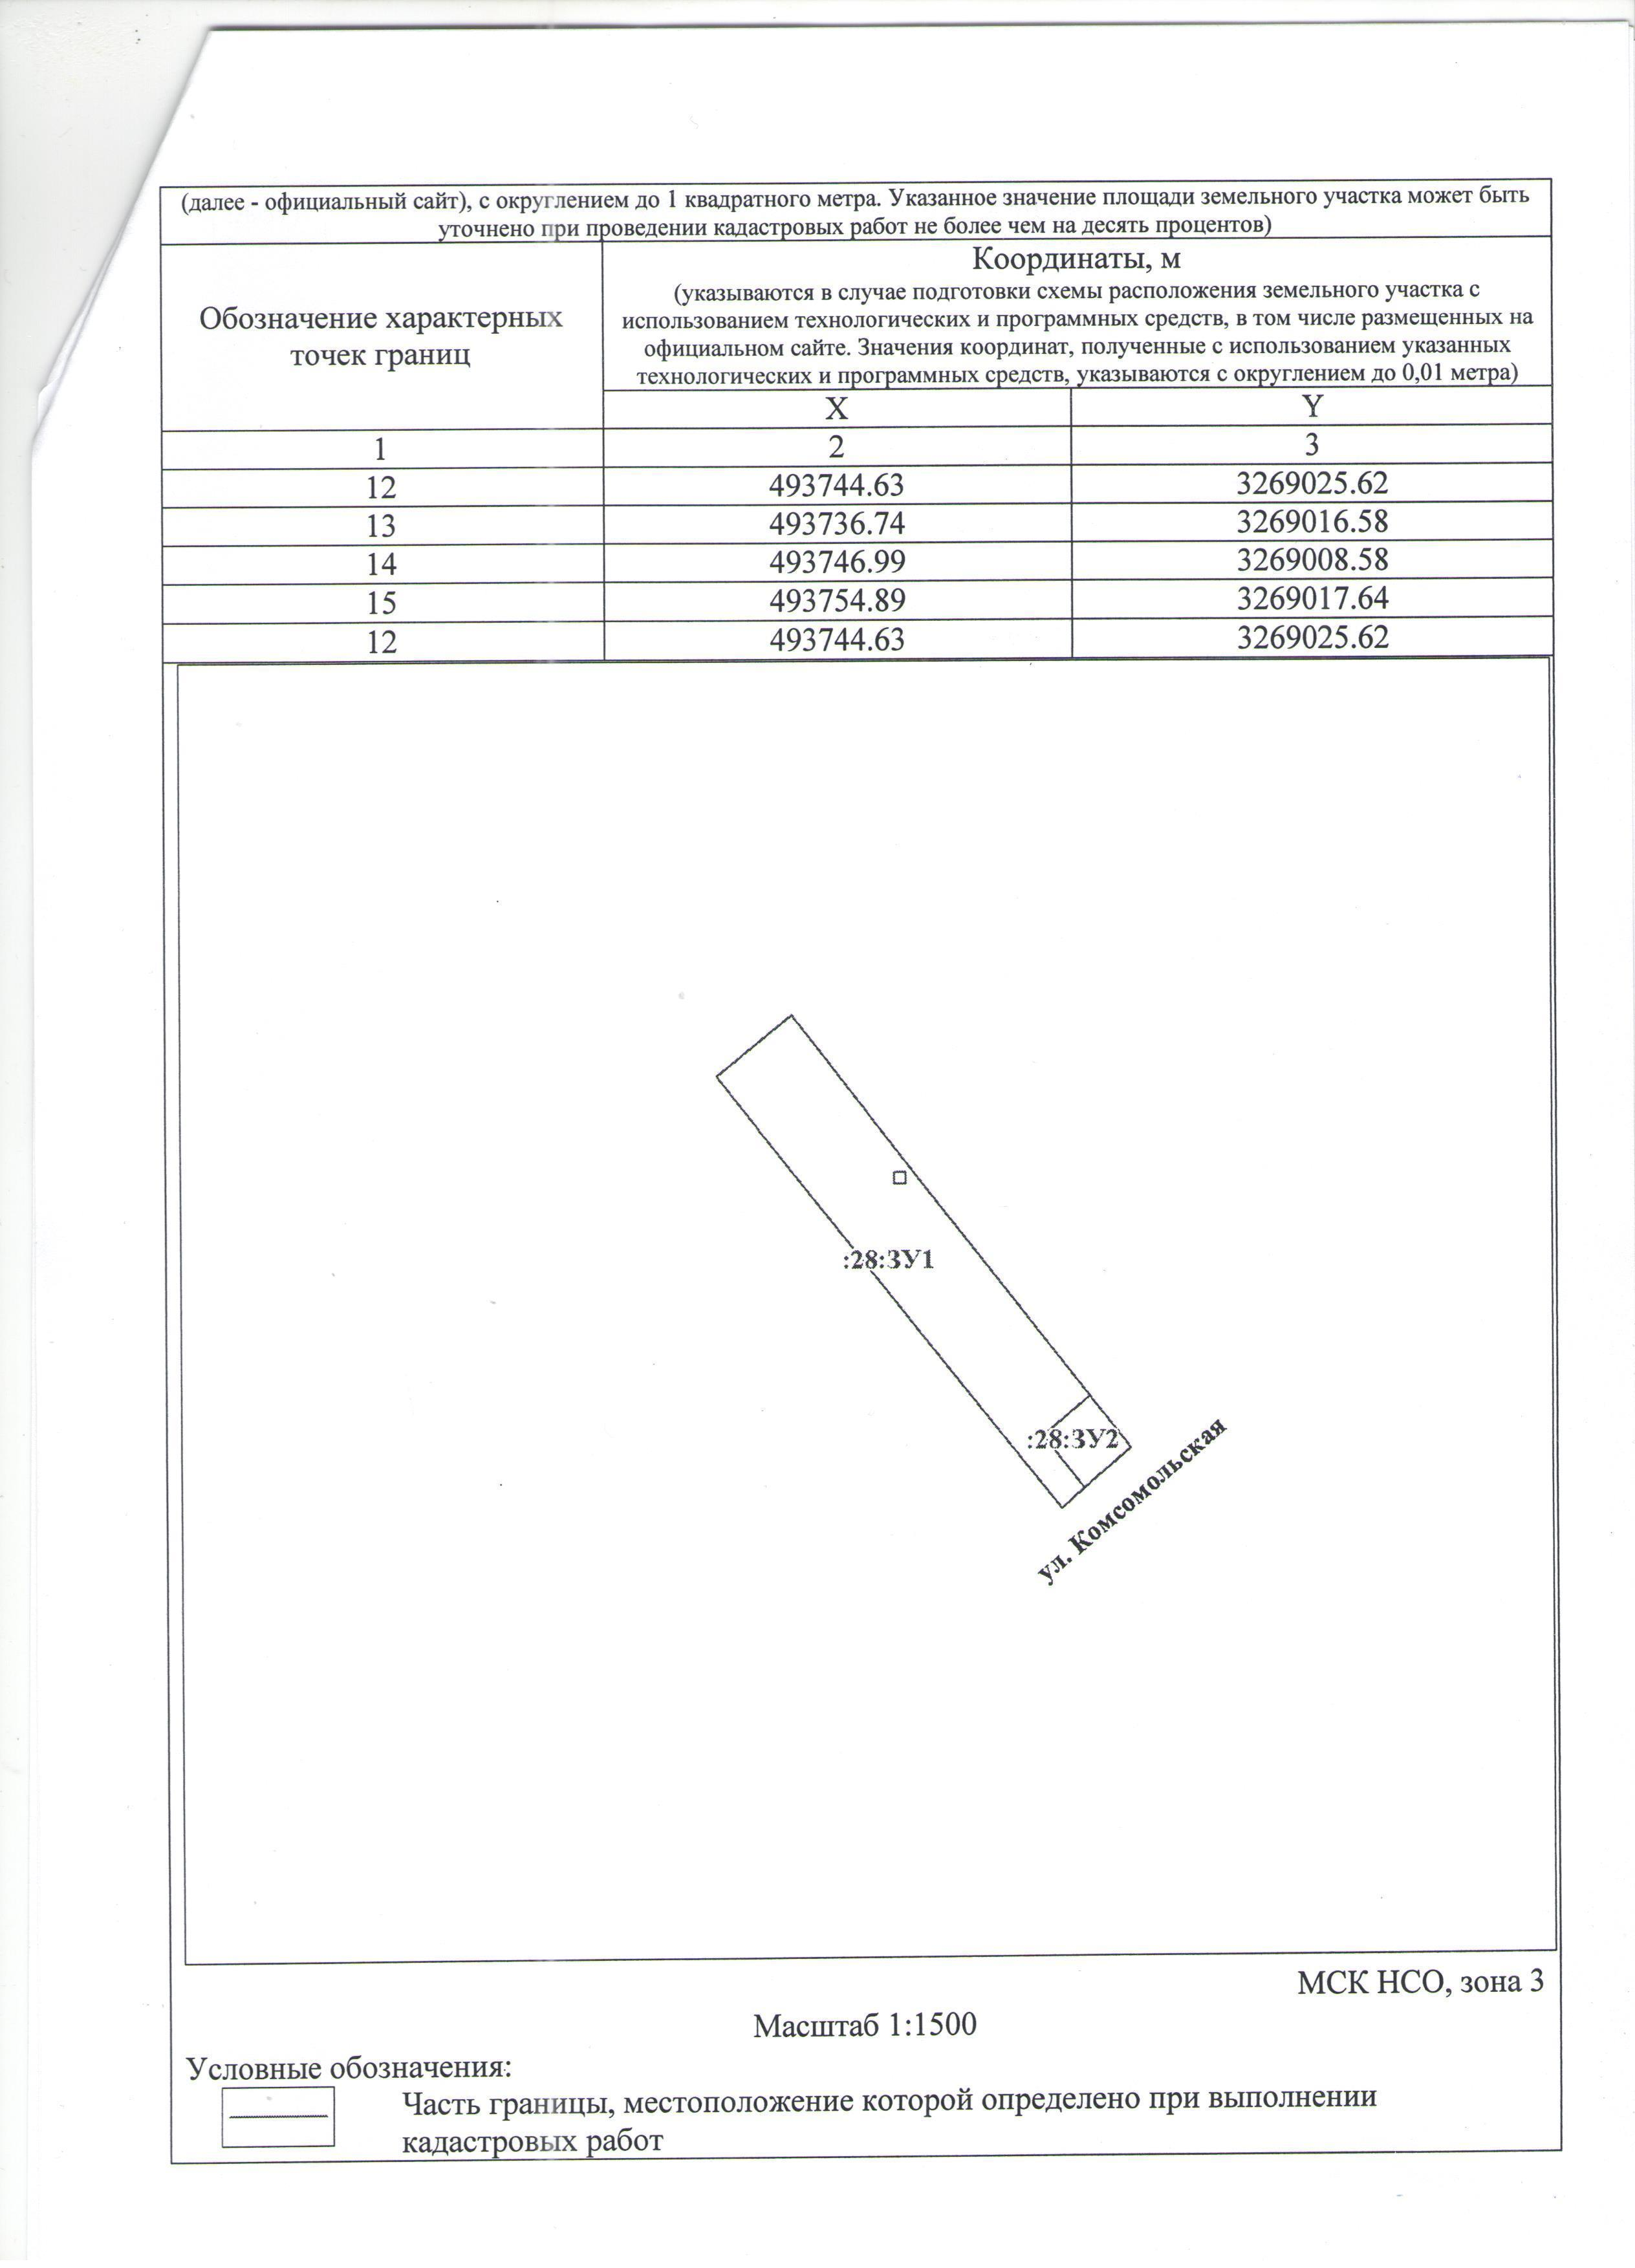 (далее - официальный сайт), с округлением до 1 квадратного метра. Указанное значение площади земельного участка может быть
уточнено при проведении кадастровых работ не более чем на десять процентов)
Обозначение характерных
точек границ
Координаты, м
(указываются в случае подготовки схемы расположения земельного участка с
использованием технологических и программных средств, в том числе размещенных на
официальном сайте. Значения координат, полученные с использованием указанных
технологических и программных средств, указываются с округлением до 0,01 метра)
X Y
1 2 3
12 493744.63 3269025.62
13 493736.74 3269016.58
14 493746.99 3269008.58
15 493754.89 3269017.64
12 493744.63 3269025.62
:28:ЗУ1
:28:ЗУ2
ул. Комсомольская
МСК НСО, зона 3
Масштаб 1:1500
Условные обозначения:
Часть границы, местоположение которой определено при выполнении
кадастровых работ